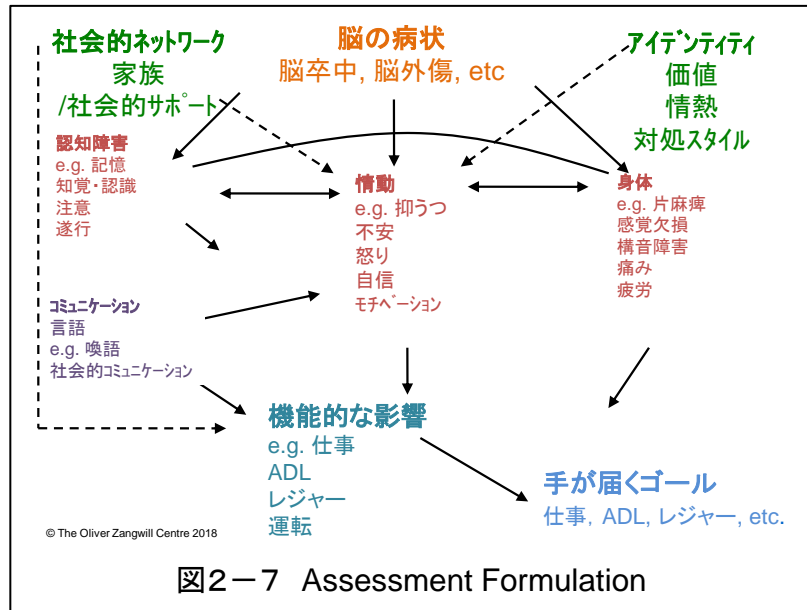 社会的ネットワーク
家族
/社会的サポート
脳の病状
脳卒中, 脳外傷, etc
アイデンティティ
価値
情熱
対処スタイル
認知障害
e.g. 記憶
知覚・認識
注意
遂行
情動
e.g. 抑うつ
不安
怒り
自信
モチベーション
身体
e.g. 片麻痺
感覚欠損
構音障害
痛み
疲労
コミュニケーション
言語
e.g. 喚語
社会的コミュニケーション
機能的な影響
e.g. 仕事
ADL
レジャー
運転
手が届くゴール
仕事, ADL, レジャー, etc.
© The Oliver Zangwill Centre 2018
図2－7 Assessment Formulation